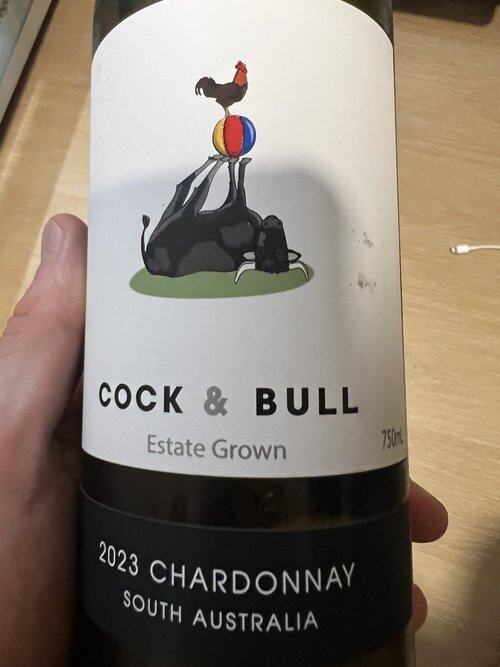 COCK & BULL
Estate Grown
750mL
2023 CHARDONNAY
SOUTH AUSTRALIA